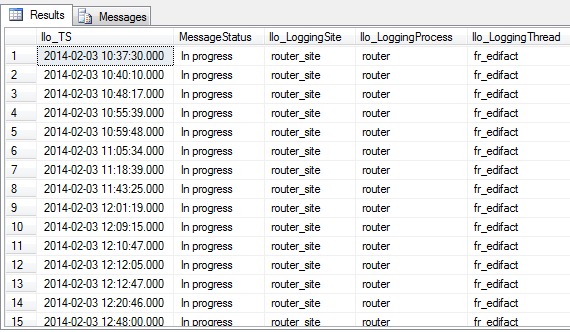 Results Messages
llo_TS MessageStatus llo_LoggingSite llo_LoggingProcess llo_LoggingThread
1 2014-02-03 10:37:30.000 In progress router_site router fr_edifact
2 2014-02-03 10:40:10.000 In progress router_site router fr_edifact
3 2014-02-03 10:48:17.000 In progress router_site router fr_edifact
4 2014-02-03 10:55:39.000 In progress router_site router fr_edifact
5 2014-02-03 10:59:48.000 In progress router_site router fr_edifact
6 2014-02-03 11:05:34.000 In progress router_site router fr_edifact
7 2014-02-03 11:18:39.000 In progress router_site router fr_edifact
8 2014-02-03 11:43:25.000 In progress router_site router fr_edifact
9 2014-02-03 12:01:19.000 In progress router_site router fr_edifact
10 2014-02-03 12:09:15.000 In progress router_site router fr_edifact
11 2014-02-03 12:10:47.000 In progress router_site router fr_edifact
12 2014-02-03 12:12:05.000 In progress router_site router fr_edifact
13 2014-02-03 12:12:47.000 In progress router_site router fr_edifact
14 2014-02-03 12:20:46.000 In progress router_site router fr_edifact
15 2014-02-03 12:48:00.000 In progress router_site router fr_edifact